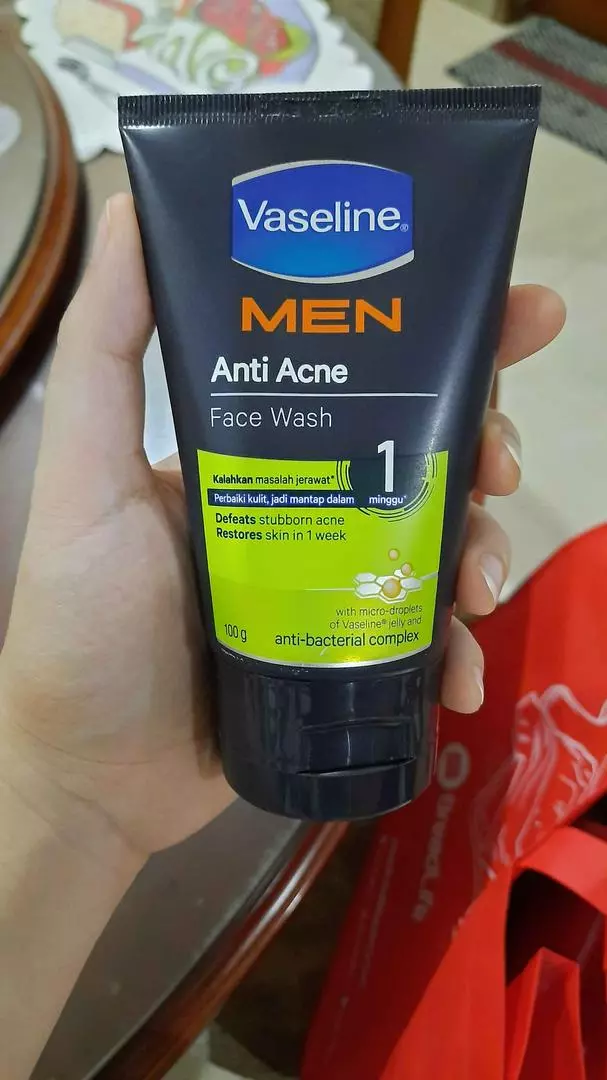 Vaseline®
MEN
Anti Acne
Face Wash
Kalahkan masalah jerawat*
1
Perbaiki kulit, jadi mantap dalam minggu*
Defeats stubborn acne
Restores skin in 1 week
with micro-droplets
of Vaseline® jelly and
100 g
anti-bacterial complex
BreadLife